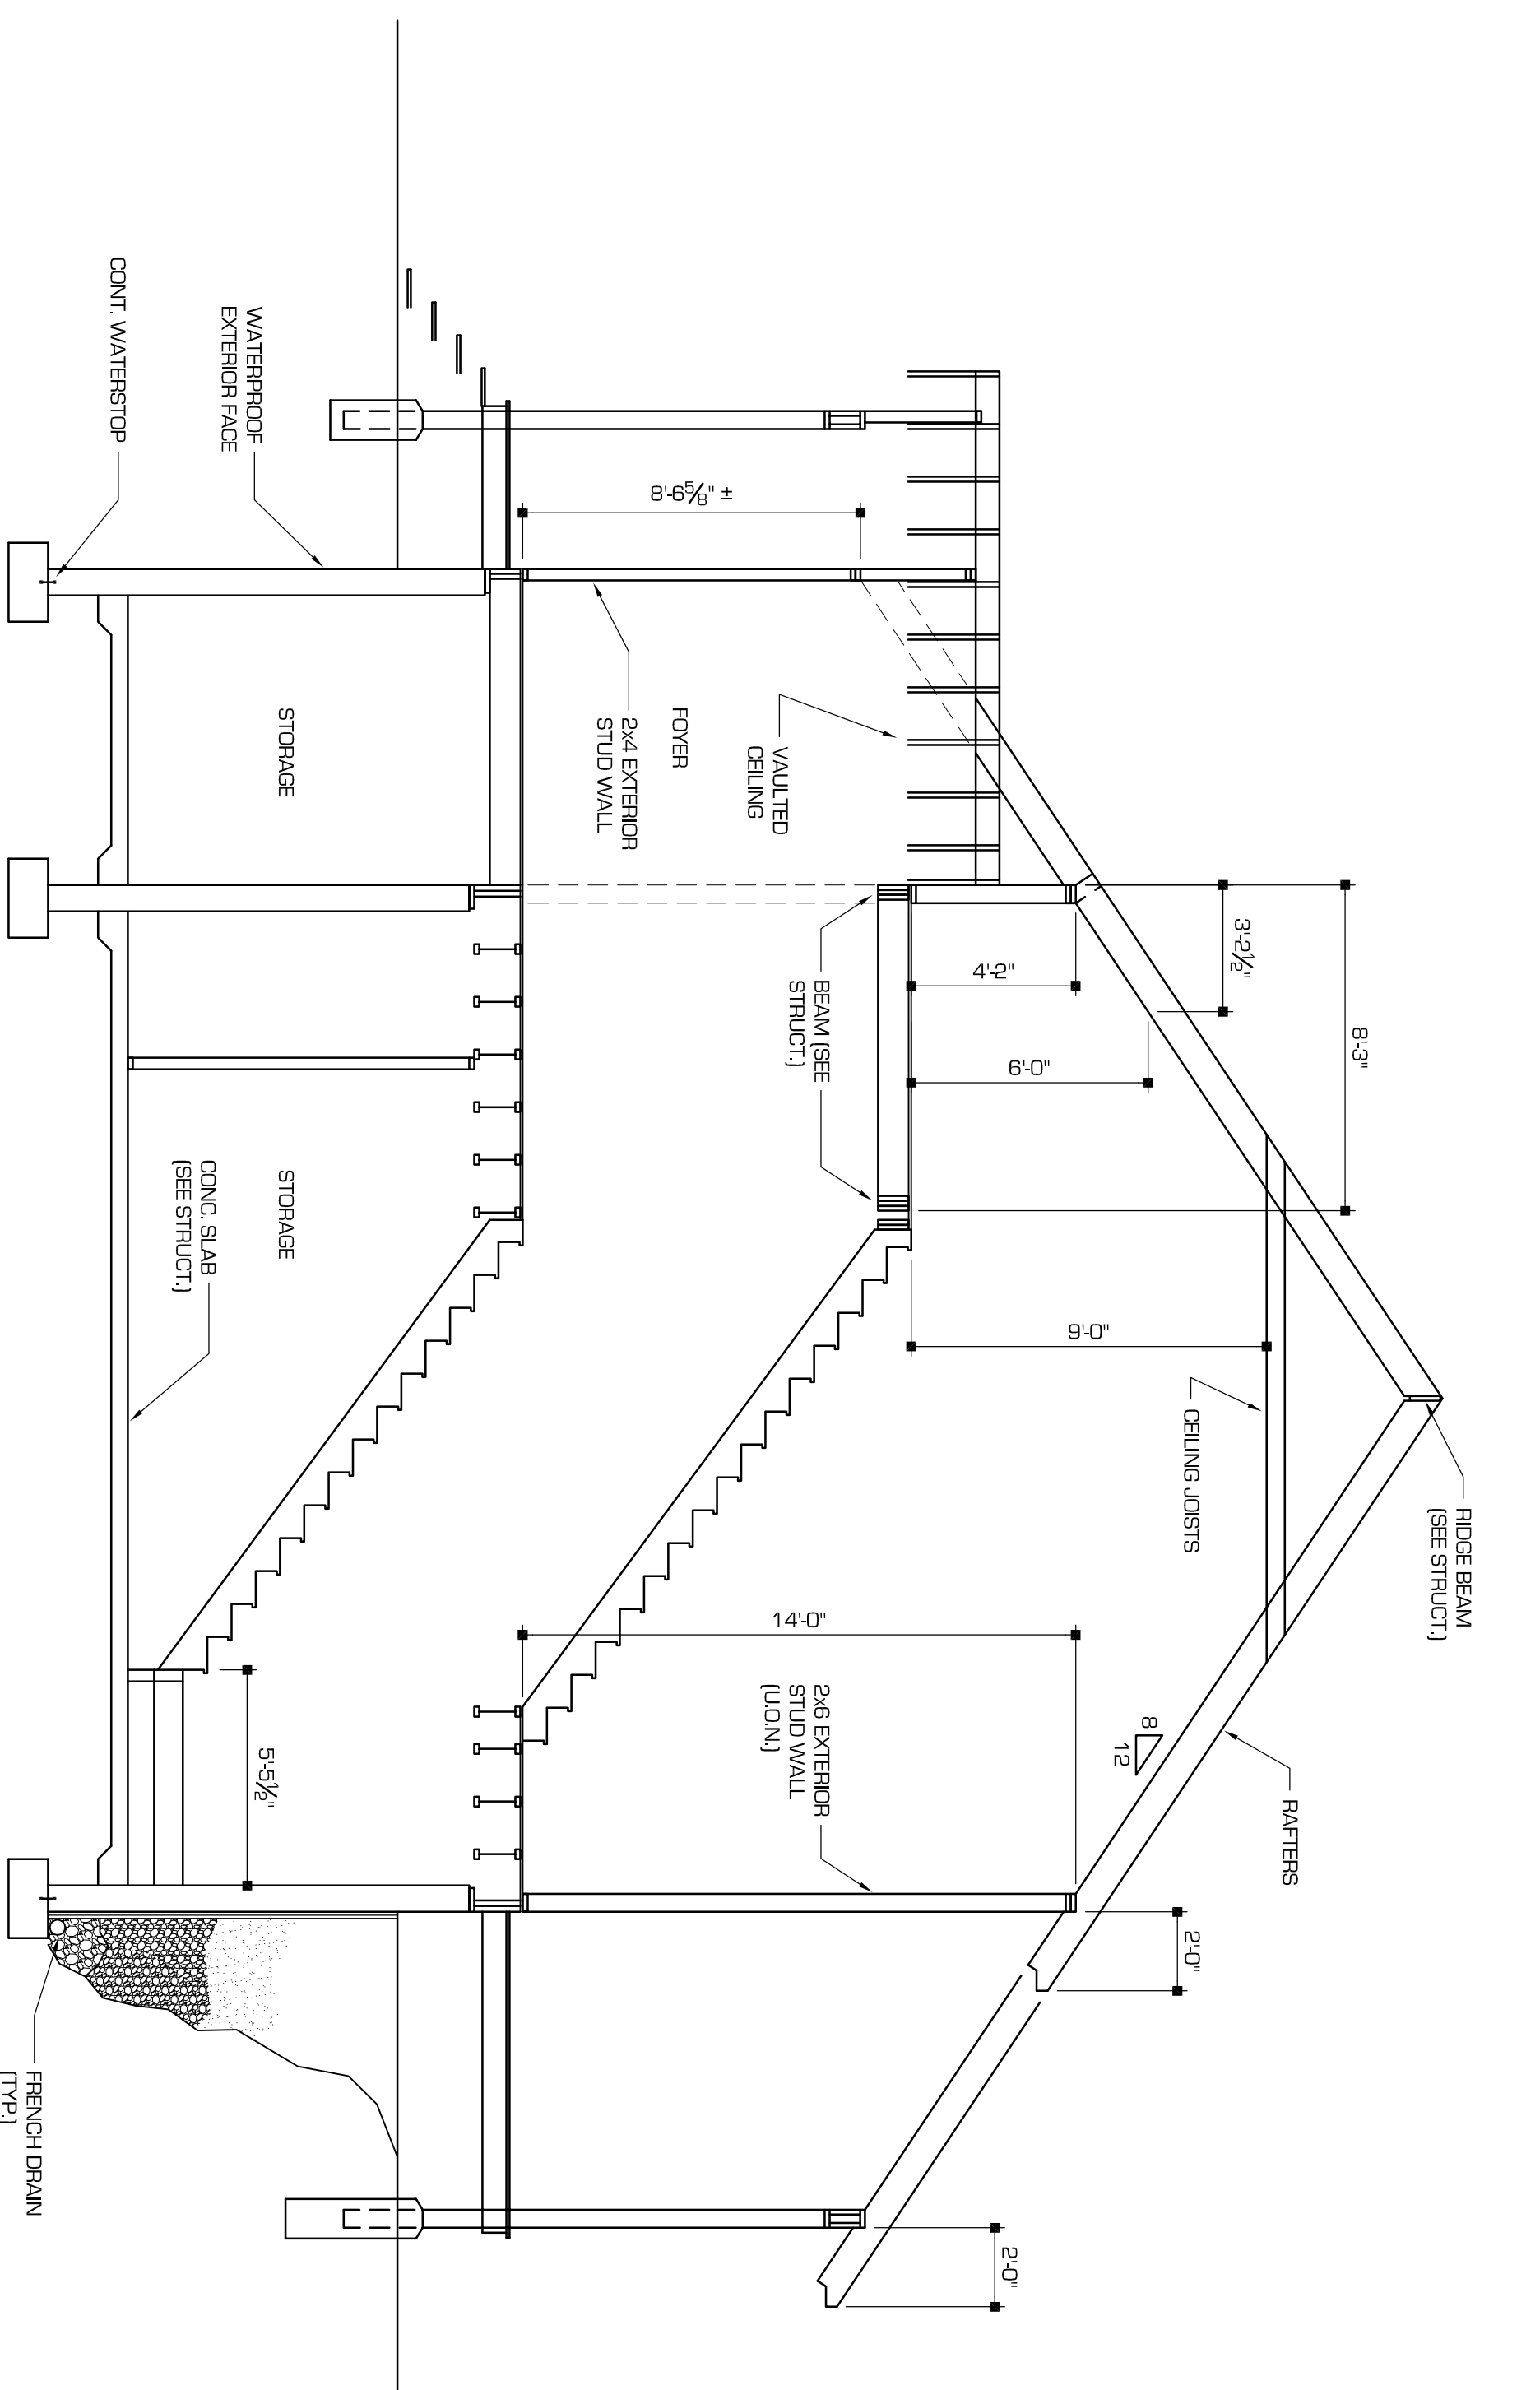 RIDGE BEAM
(SEE STRUCT.)
8'-3"
RAFTERS
3'-2½"
CEILING JOISTS
2'-0"
8
12
4'-2"
6'-0"
9'-0"
2'-0"
VAULTED
CEILING
BEAM (SEE
STRUCT.)
14'-0"
2x6 EXTERIOR
STUD WALL
(U.O.N.)
8'-6⅝" ±
FOYER
2x4 EXTERIOR
STUD WALL
STORAGE
STORAGE
5'-5½"
WATERPROOF
EXTERIOR FACE
CONC. SLAB
(SEE STRUCT.)
CONT. WATERSTOP
FRENCH DRAIN
(TYP.)